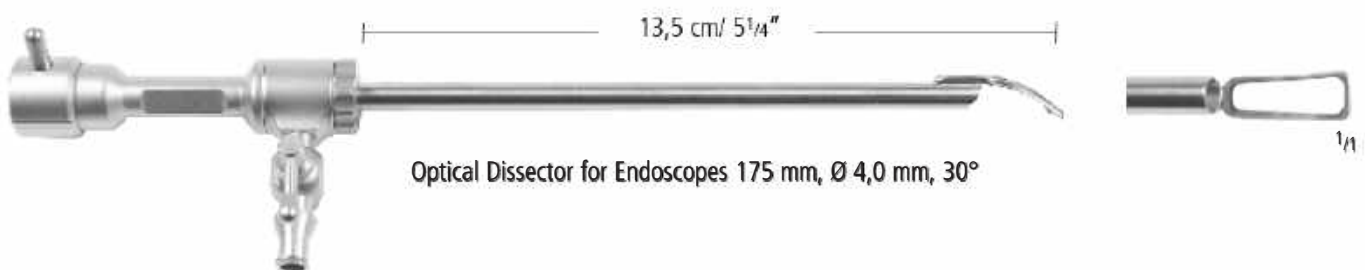 13,5 cm/ 5¹/₄"
¹/₁
Optical Dissector for Endoscopes 175 mm, Ø 4,0 mm, 30°